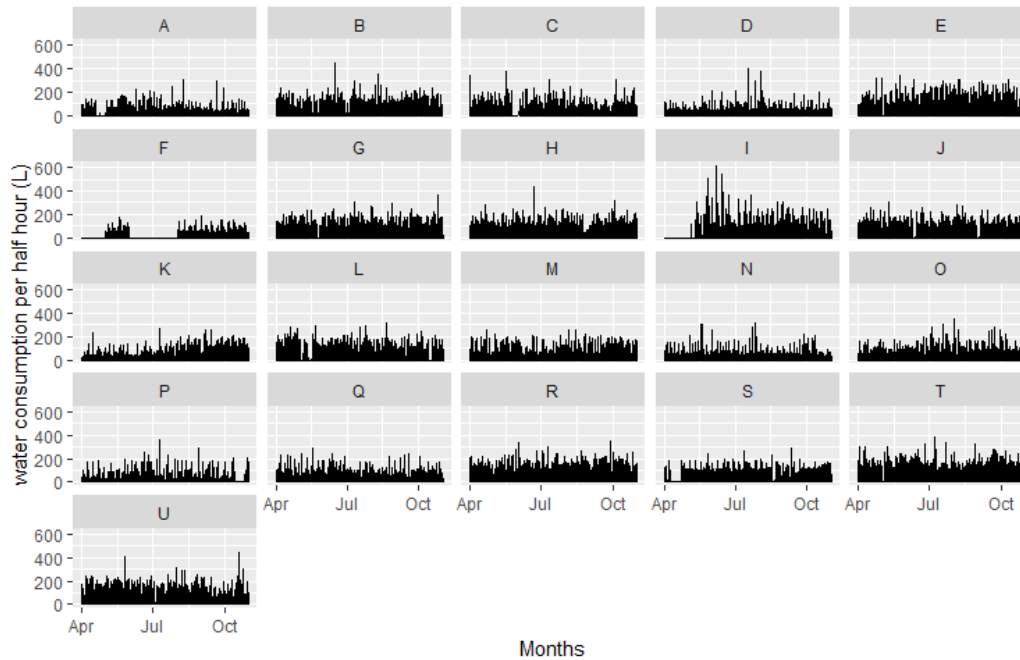 A B C D E
600
400
200
0
F G H I J
600
400
200
0
K L M N O
600
400
200
0
P Q R S T
600
400
200
0
Apr Jul Oct Apr Jul Oct Apr Jul Oct Apr Jul Oct
U
600
400
200
0
Apr Jul Oct
water consumption per half hour (L)
Months